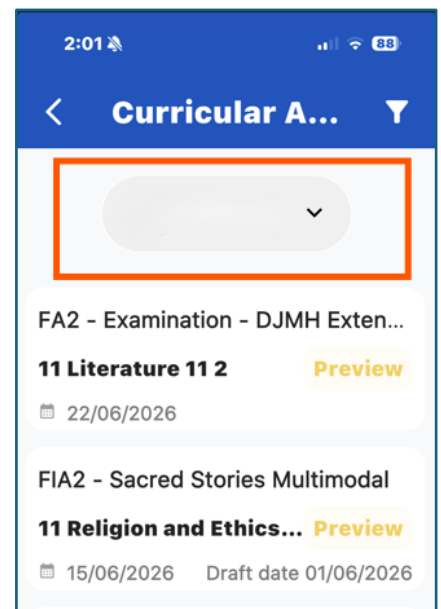 2:01 88
Curricular A...
FA2 - Examination - DJMH Exten...
11 Literature 11 2 Preview
22/06/2026
FIA2 - Sacred Stories Multimodal
11 Religion and Ethics... Preview
15/06/2026 Draft date 01/06/2026